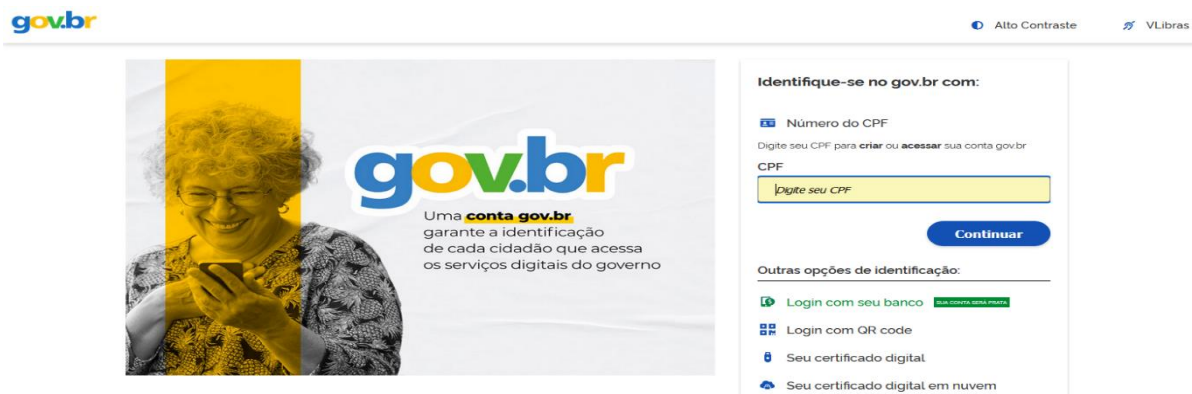 gov.br
Alto Contraste
VLibras
gov.br
Uma conta gov.br
garante a identificação
de cada cidadão que acessa
os serviços digitais do governo
Identifique-se no gov.br com:
Número do CPF
Digite seu CPF para criar ou acessar sua conta gov.br
CPF
Digite seu CPF
Continuar
Outras opções de identificação:
Login com seu banco SUA CONTA SERÁ PRATA
Login com QR code
Seu certificado digital
Seu certificado digital em nuvem